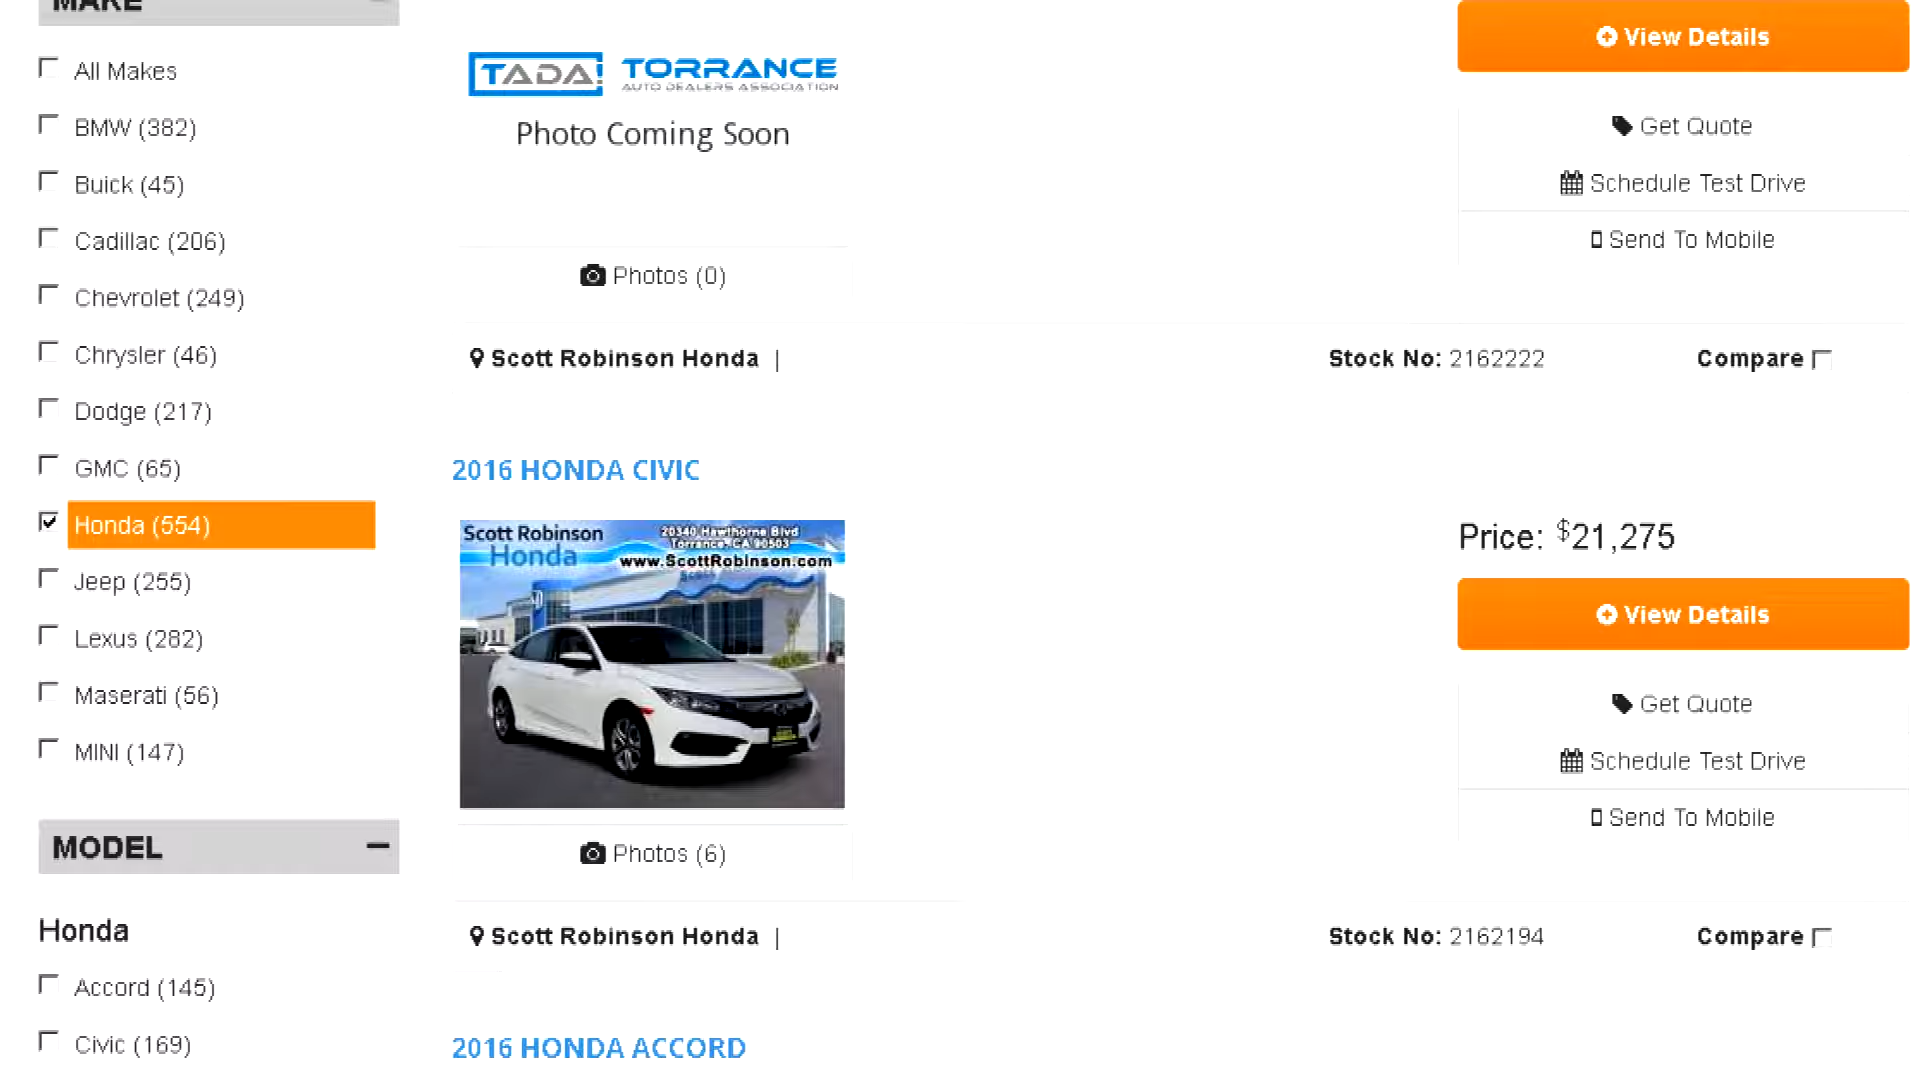 MAKE
All Makes
BMW (382)
Buick (45)
Cadillac (206)
Chevrolet (249)
Chrysler (46)
Dodge (217)
GMC (65)
Honda (554)
Jeep (255)
Lexus (282)
Maserati (56)
MINI (147)
MODEL
Honda
Accord (145)
Civic (169)
TADA! TORRANCE
AUTO DEALERS ASSOCIATION
Photo Coming Soon
Photos (0)
View Details
Get Quote
Schedule Test Drive
Send To Mobile
Scott Robinson Honda | Stock No: 2162222 Compare
2016 HONDA CIVIC
Scott Robinson
Honda
20340 Hawthorne Blvd
Torrance, CA 90503
www.ScottRobinson.com
Photos (6)
Price: $21,275
View Details
Get Quote
Schedule Test Drive
Send To Mobile
Scott Robinson Honda | Stock No: 2162194 Compare
2016 HONDA ACCORD